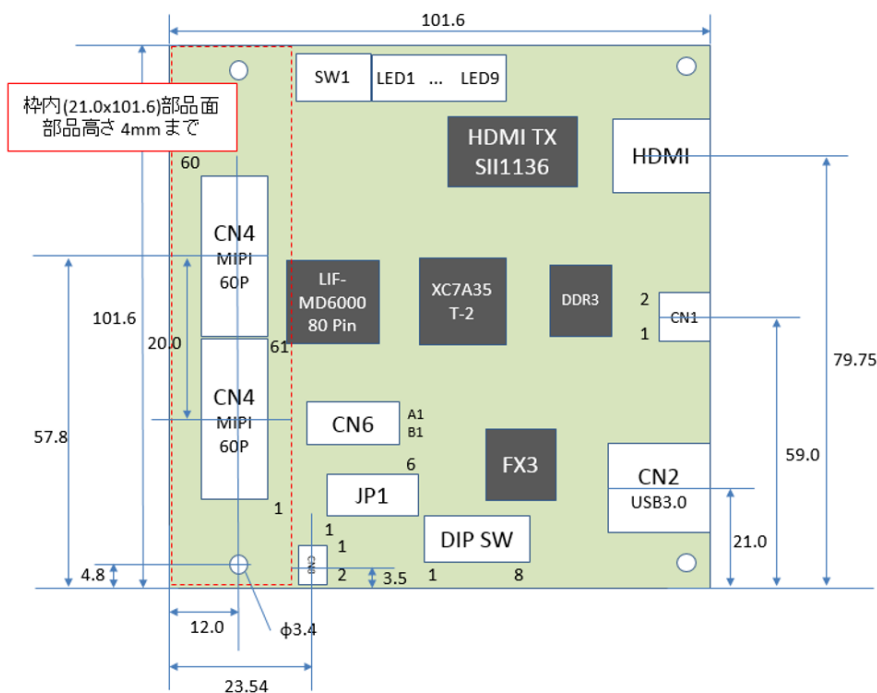 101.6
SW1
LED1 ... LED9
枠内(21.0x101.6)部品面
部品高さ 4mmまで
HDMI TX
SII1136
HDMI
60
CN4
MIPI
60P
LIF-
MD6000
80 Pin
XC7A35
T-2
DDR3
2
CN1
1
101.6
20.0
61
79.75
CN4
MIPI
60P
CN6
A1
B1
57.8
59.0
6
FX3
CN2
USB3.0
JP1
1
1
DIP SW
21.0
4.8
CN8
1
2
3.5
1
8
12.0
φ3.4
23.54